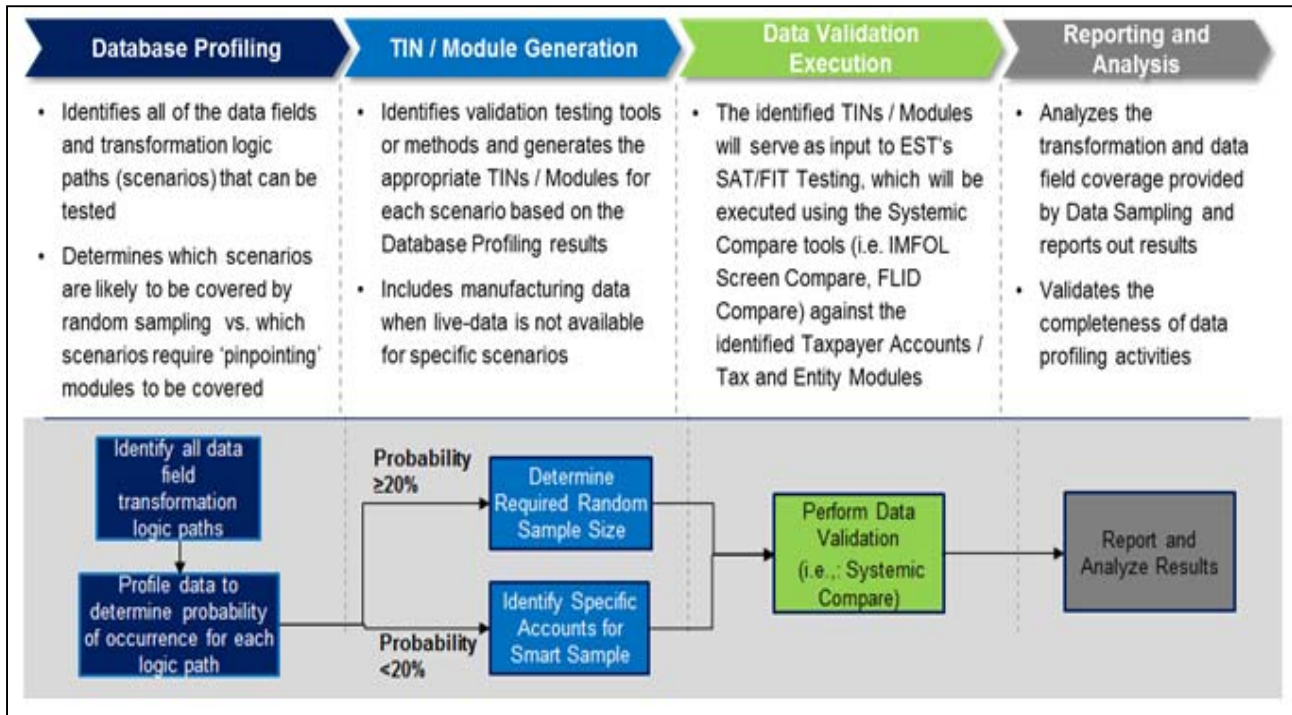 Database Profiling
TIN / Module Generation
Data Validation
Execution
Reporting and
Analysis
• Identifies all of the data fields
and transformation logic
paths (scenarios) that can be
tested
• Determines which scenarios
are likely to be covered by
random sampling vs. which
scenarios require ‘pinpointing’
modules to be covered
• Identifies validation testing tools
or methods and generates the
appropriate TINs / Modules for
each scenario based on the
Database Profiling results
• Includes manufacturing data
when live-data is not available
for specific scenarios
• The identified TINs / Modules
will serve as input to EST’s
SAT/FIT Testing, which will be
executed using the Systemic
Compare tools (i.e. IMFOL
Screen Compare, FLID
Compare) against the
identified Taxpayer Accounts /
Tax and Entity Modules
• Analyzes the
transformation and data
field coverage provided
by Data Sampling and
reports out results
• Validates the
completeness of data
profiling activities
Identify all data
field
transformation
logic paths
Profile data to
determine probability
of occurrence for each
logic path
Probability
≥20%
Probability
<20%
Determine
Required Random
Sample Size
Identify Specific
Accounts for
Smart Sample
Perform Data
Validation
(i.e.,: Systemic
Compare)
Report and
Analyze Results